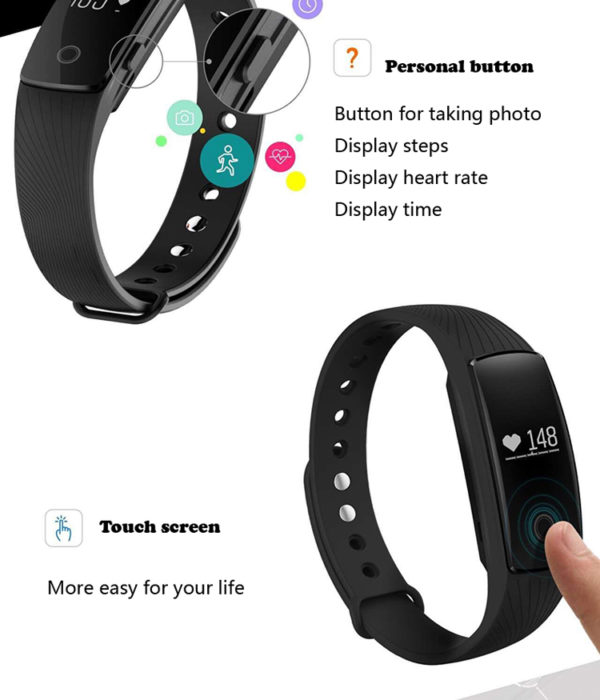 ?
Personal button
Button for taking photo
Display steps
Display heart rate
Display time
148
Touch screen
More easy for your life